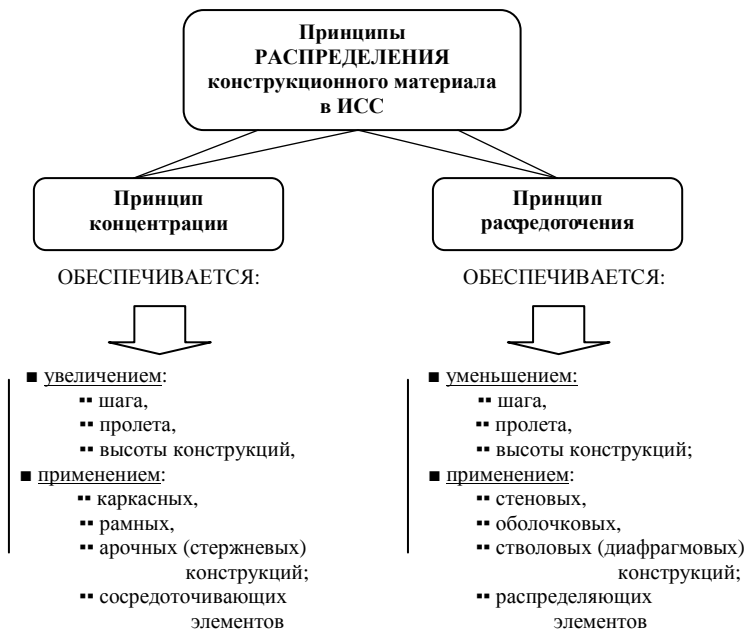 Принципы
РАСПРЕДЕЛЕНИЯ
конструкционного материала
в ИСС
Принцип
концентрации
ОБЕСПЕЧИВАЕТСЯ:
■ увеличением:
▪▪ шага,
▪▪ пролета,
▪▪ высоты конструкций,
■ применением:
▪▪ каркасных,
▪▪ рамных,
▪▪ арочных (стержневых)
конструкций;
▪▪ сосредоточивающих
элементов
Принцип
рассредоточения
ОБЕСПЕЧИВАЕТСЯ:
■ уменьшением:
▪▪ шага,
▪▪ пролета,
▪▪ высоты конструкций;
■ применением:
▪▪ стеновых,
▪▪ оболочковых,
▪▪ стволовых (диафрагмовых)
конструкций;
▪▪ распределяющих
элементов